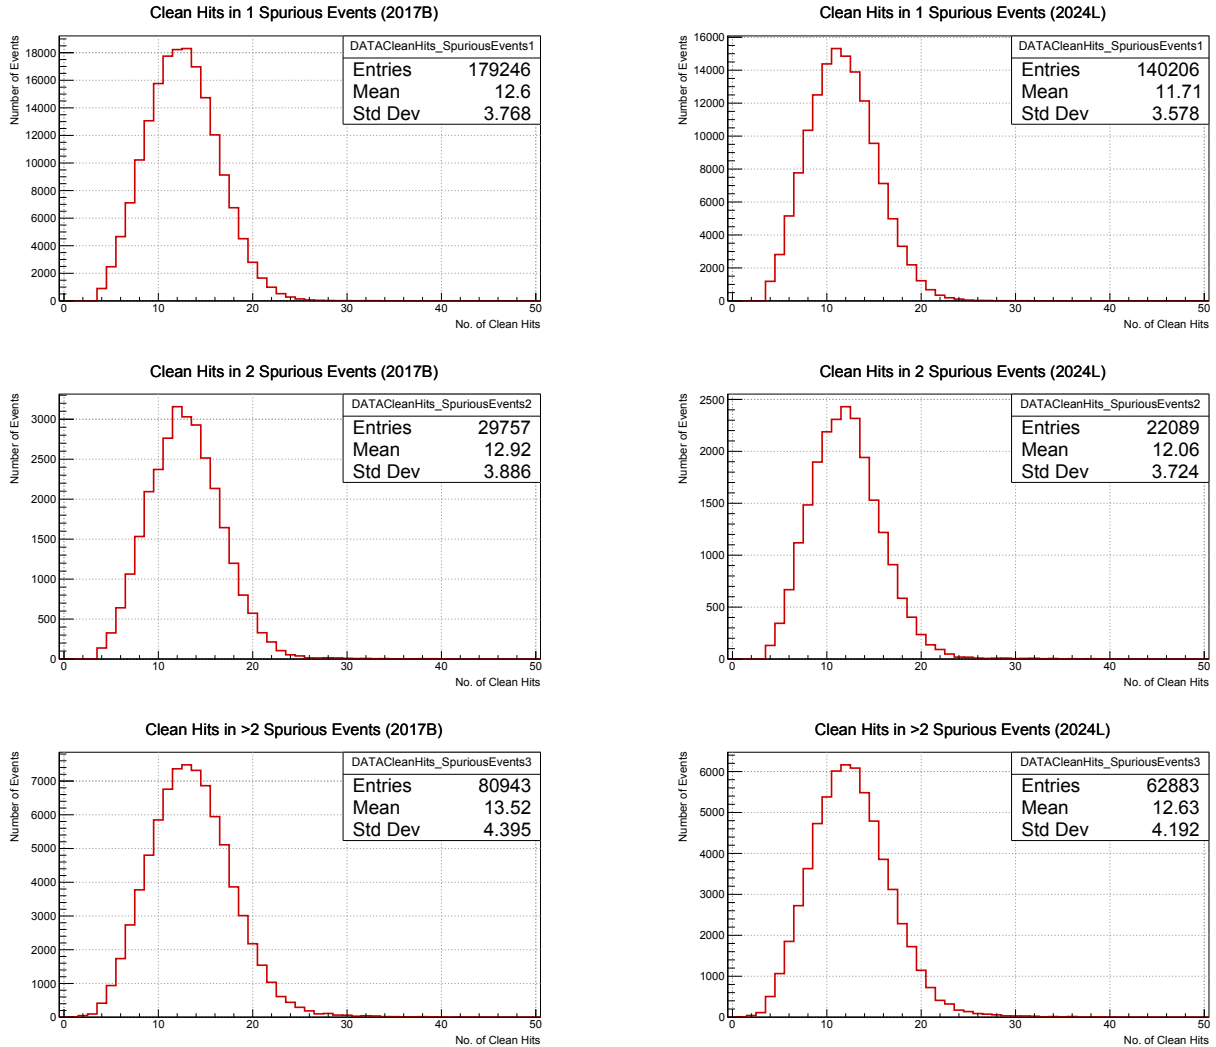 Clean Hits in 1 Spurious Events (2017B)
Number of Events
DATACleanHits_SpuriousEvents1
Entries 179246
Mean 12.6
Std Dev 3.768
18000
16000
14000
12000
10000
8000
6000
4000
2000
0
0 10 20 30 40 50
No. of Clean Hits
Clean Hits in 1 Spurious Events (2024L)
Number of Events
DATACleanHits_SpuriousEvents1
Entries 140206
Mean 11.71
Std Dev 3.578
16000
14000
12000
10000
8000
6000
4000
2000
0
0 10 20 30 40 50
No. of Clean Hits
Clean Hits in 2 Spurious Events (2017B)
Number of Events
DATACleanHits_SpuriousEvents2
Entries 29757
Mean 12.92
Std Dev 3.886
3000
2500
2000
1500
1000
500
0
0 10 20 30 40 50
No. of Clean Hits
Clean Hits in 2 Spurious Events (2024L)
Number of Events
DATACleanHits_SpuriousEvents2
Entries 22089
Mean 12.06
Std Dev 3.724
2500
2000
1500
1000
500
0
0 10 20 30 40 50
No. of Clean Hits
Clean Hits in >2 Spurious Events (2017B)
Number of Events
DATACleanHits_SpuriousEvents3
Entries 80943
Mean 13.52
Std Dev 4.395
7000
6000
5000
4000
3000
2000
1000
0
0 10 20 30 40 50
No. of Clean Hits
Clean Hits in >2 Spurious Events (2024L)
Number of Events
DATACleanHits_SpuriousEvents3
Entries 62883
Mean 12.63
Std Dev 4.192
6000
5000
4000
3000
2000
1000
0
0 10 20 30 40 50
No. of Clean Hits